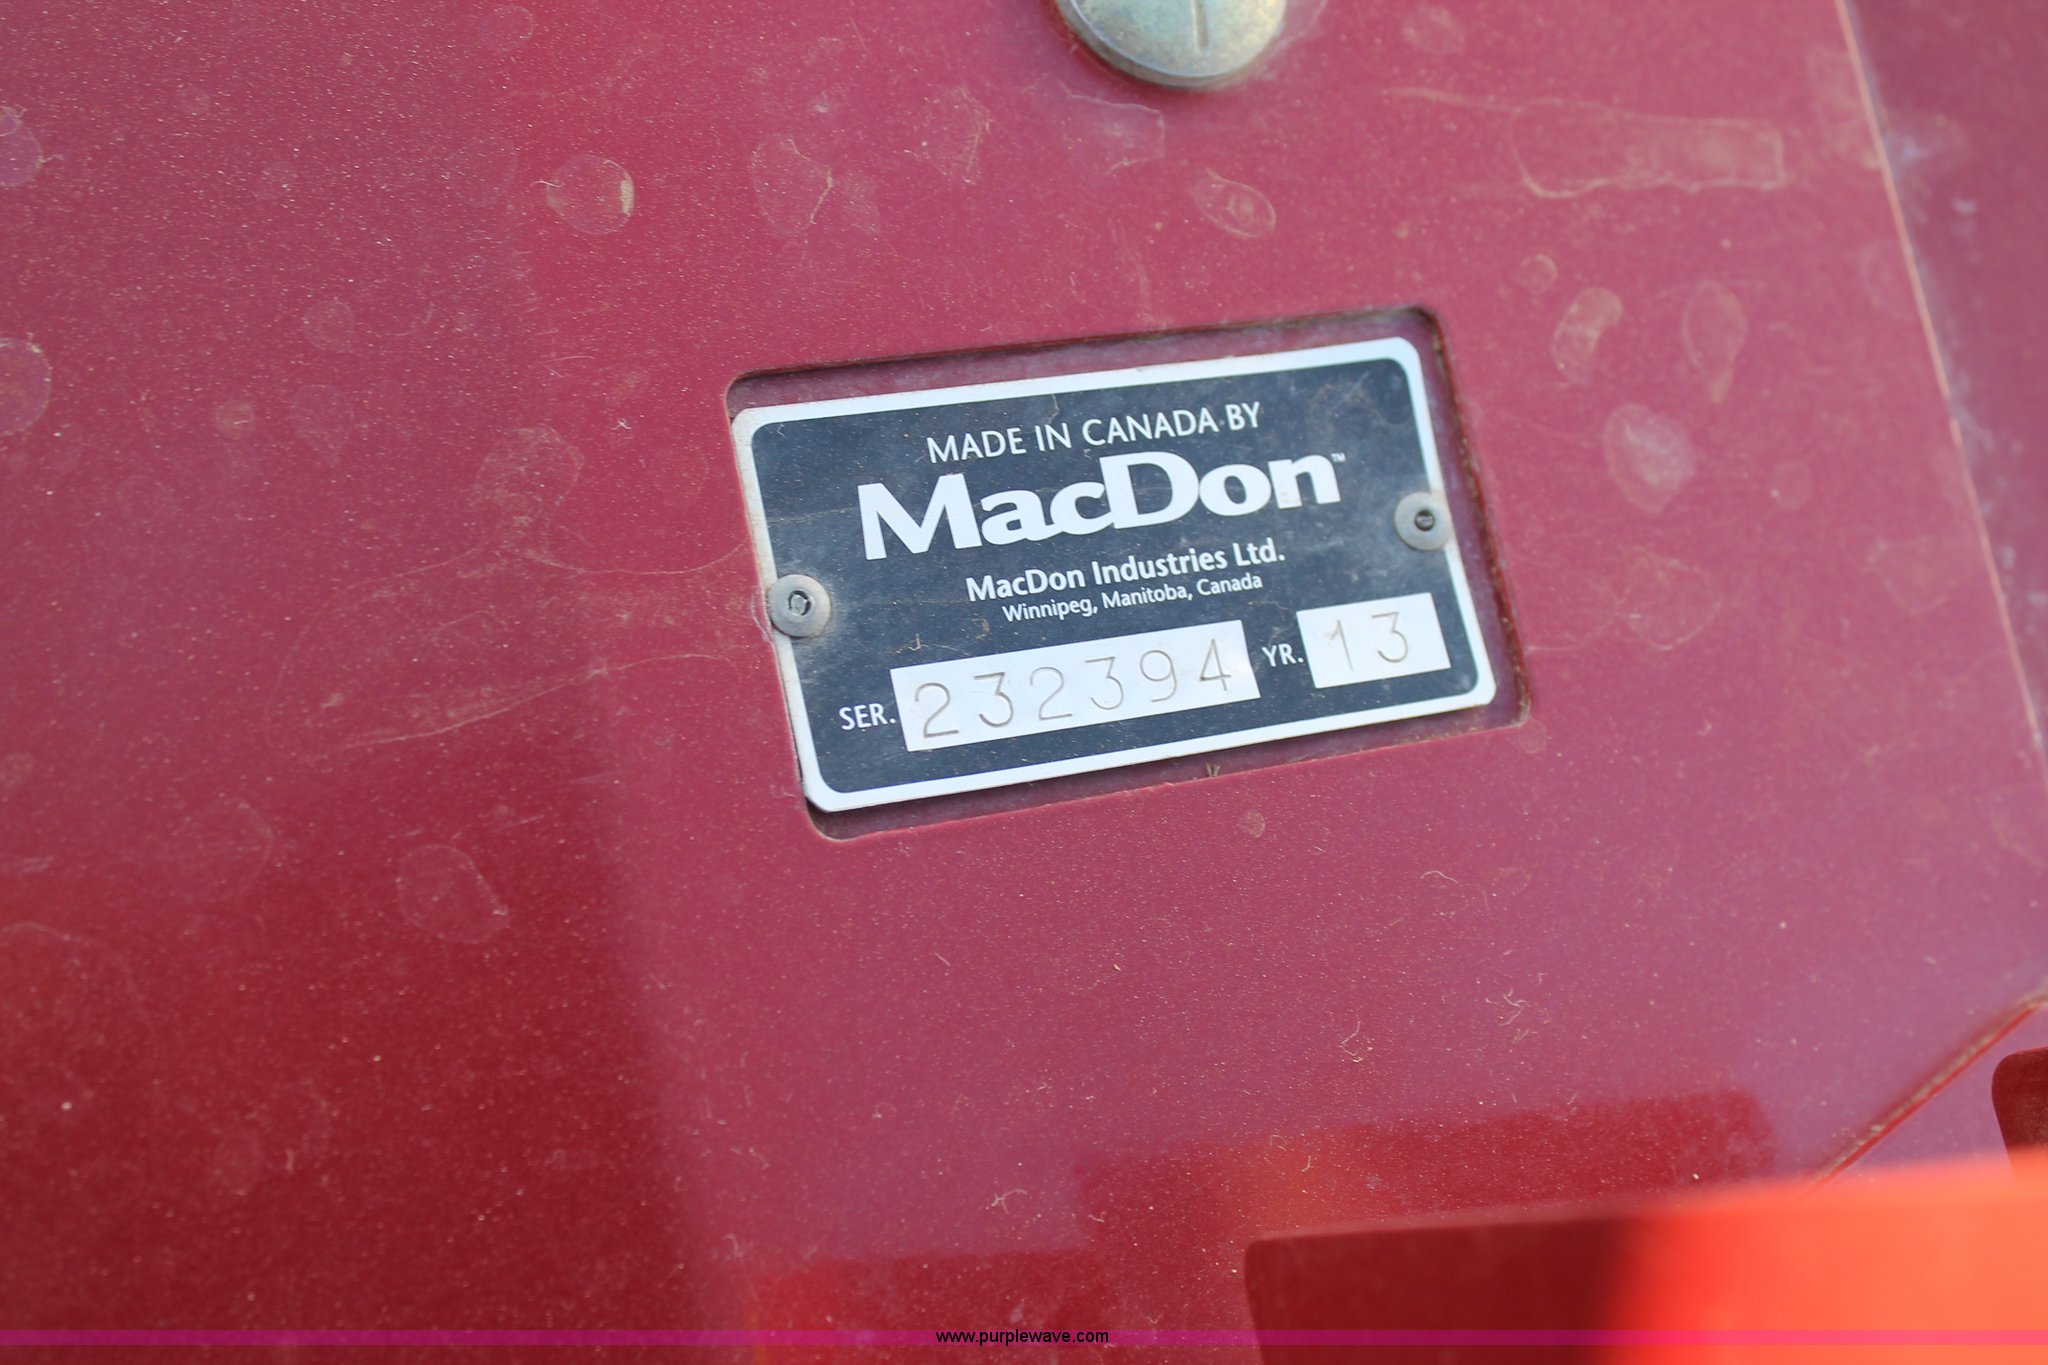 MADE IN CANADA BY
MacDon™
MacDon Industries Ltd.
Winnipeg, Manitoba, Canada
SER. 232394 YR. 13
www.purplewave.com